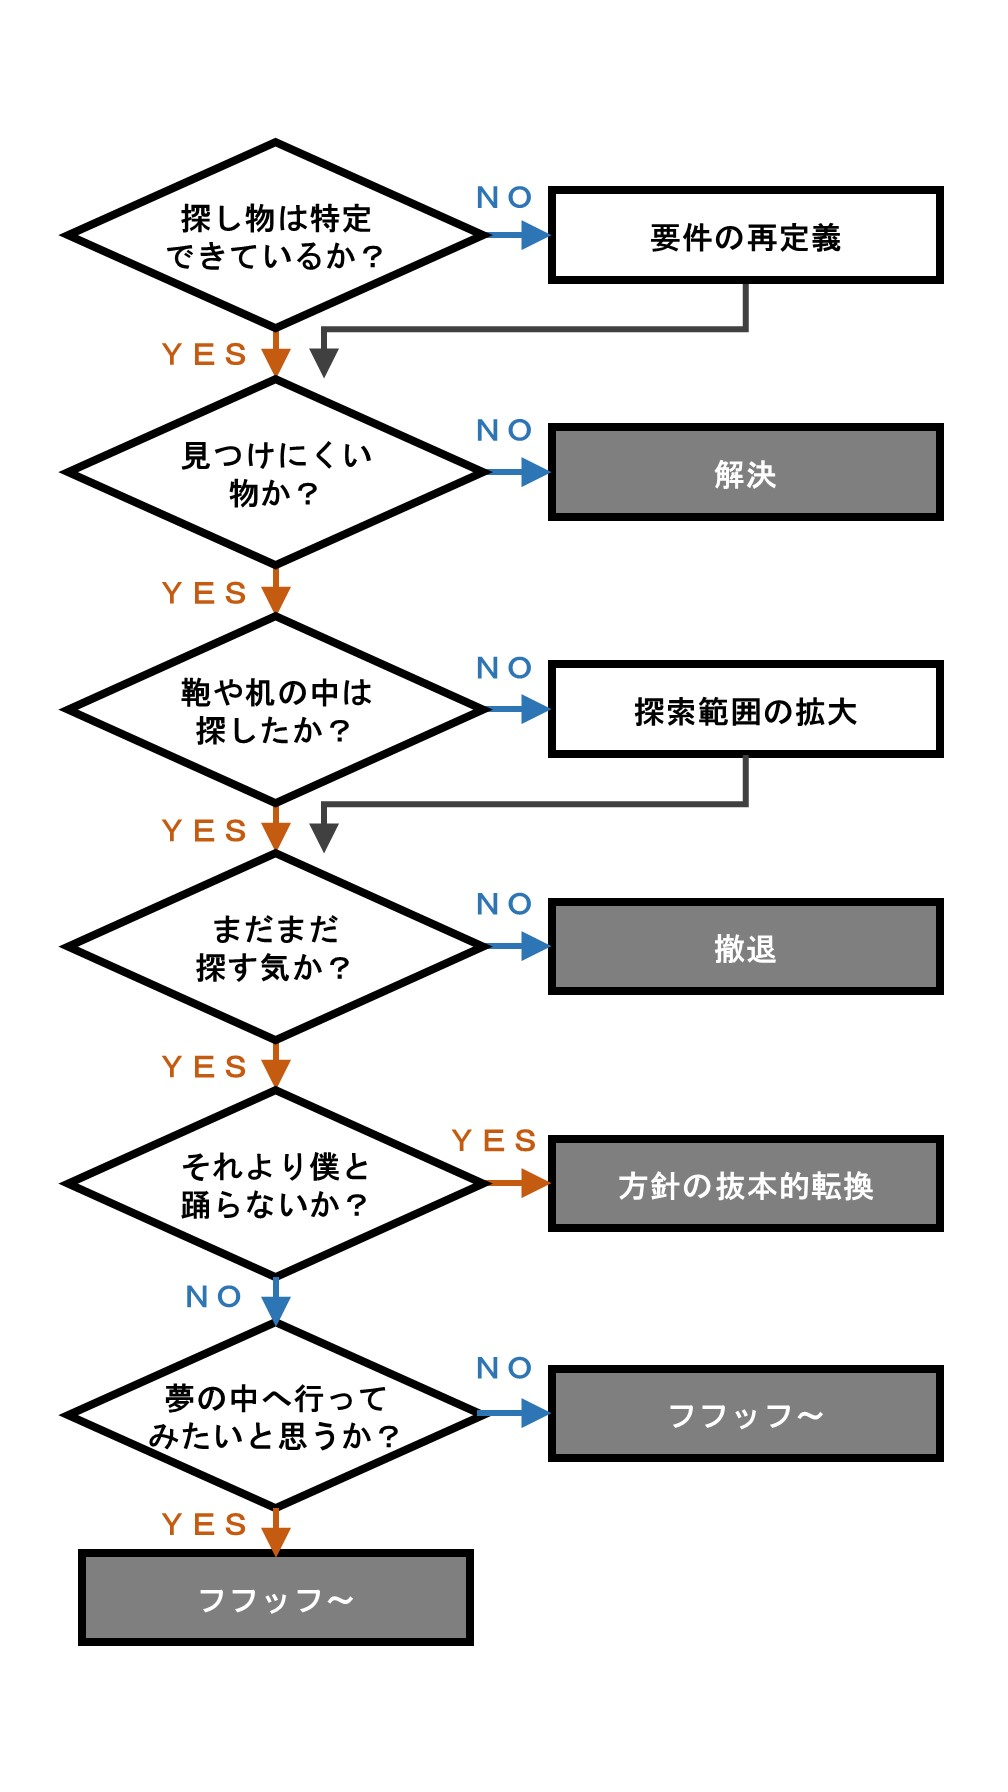 探し物は特定
できているか？
NO
要件の再定義
YES
見つけにくい
物か？
NO
解決
YES
鞄や机の中は
探したか？
NO
探索範囲の拡大
YES
まだまだ
探す気か？
NO
撤退
YES
それより僕と
踊らないか？
YES
方針の抜本的転換
NO
夢の中へ行って
みたいと思うか？
NO
フフッフ～
YES
フフッフ～